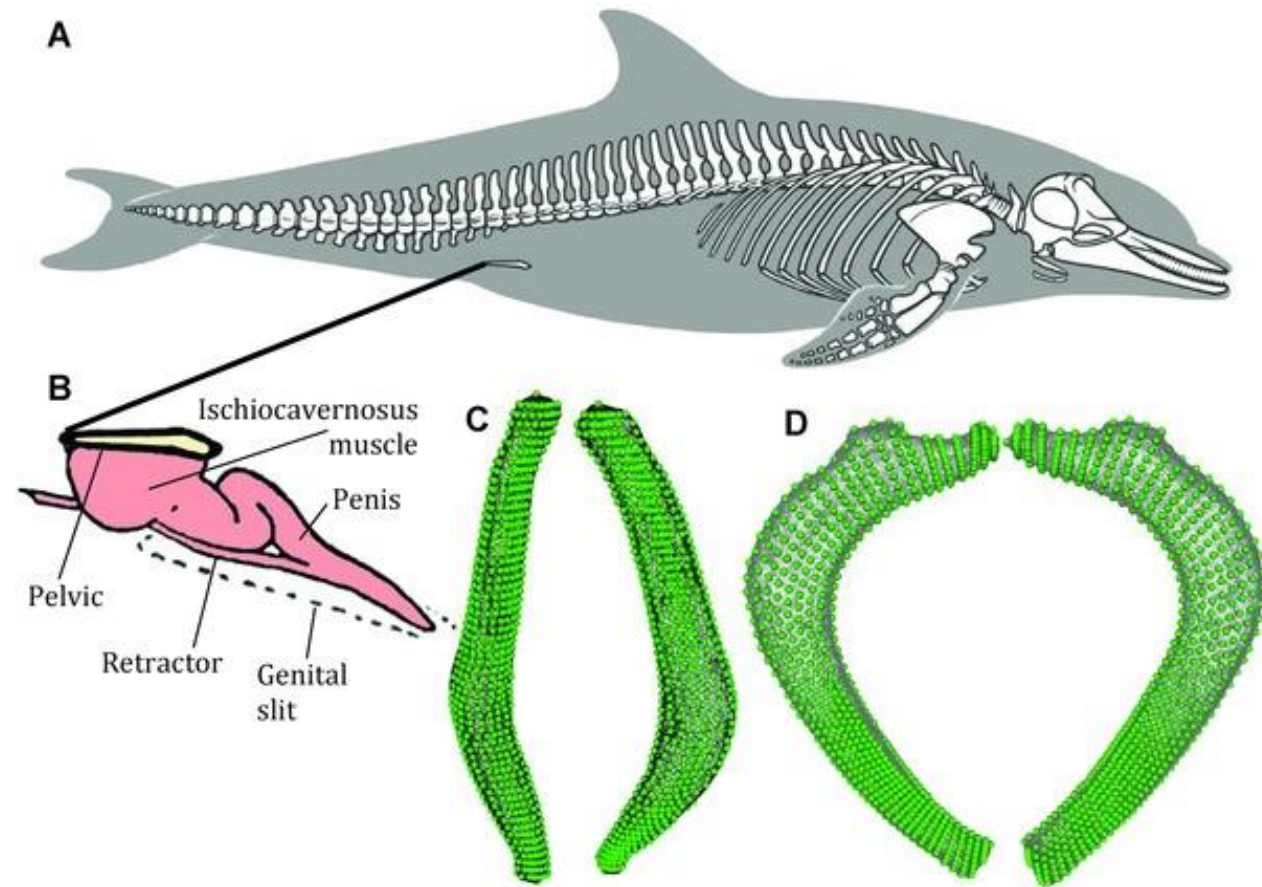 A
B
Ischiocavernosus
muscle
Penis
Pelvic
Retractor
Genital
slit
C
D